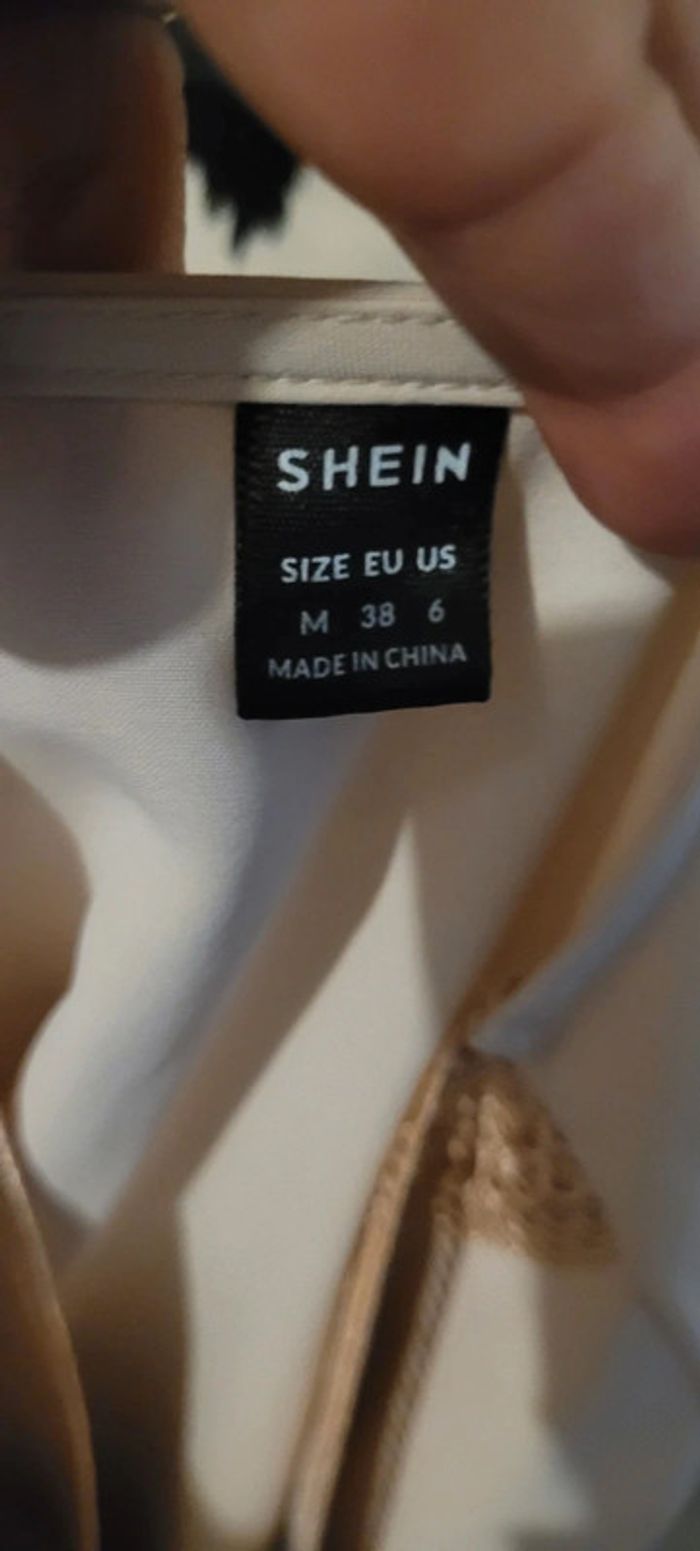 SHEIN
SIZE EU US
M 38 6
MADE IN CHINA